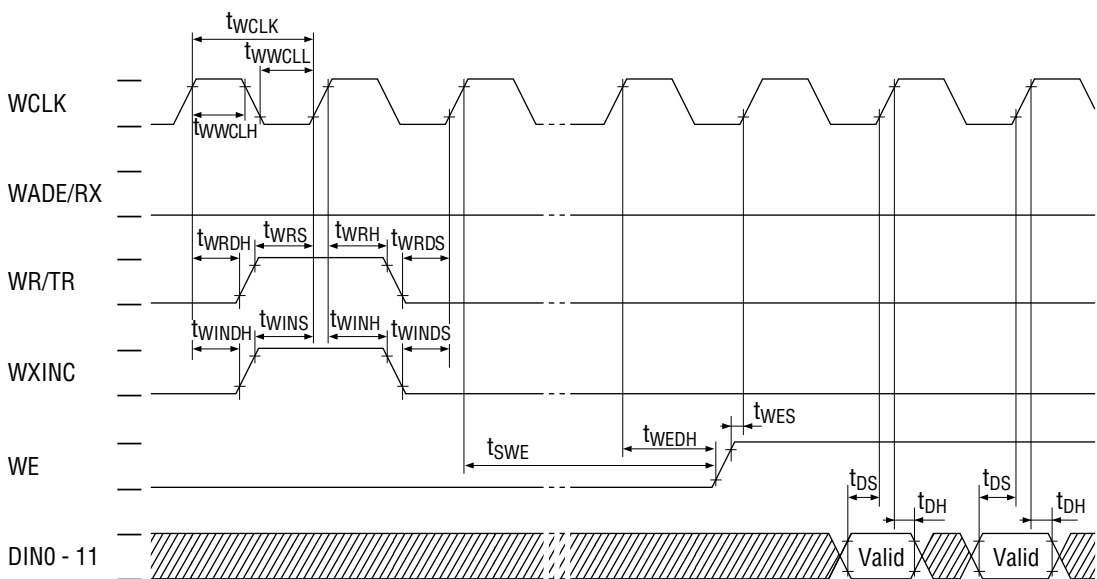 tWCLK
tWWCLL
WCLK
tWWCLH
WADE/RX
tWRDH tWRS tWRH tWRDS
WR/TR
tWINDH tWINS tWINH tWINDS
WXINC
tWES
tSWE tWEDH
WE
tDS tDH tDS tDH
DIN0 - 11 Valid Valid